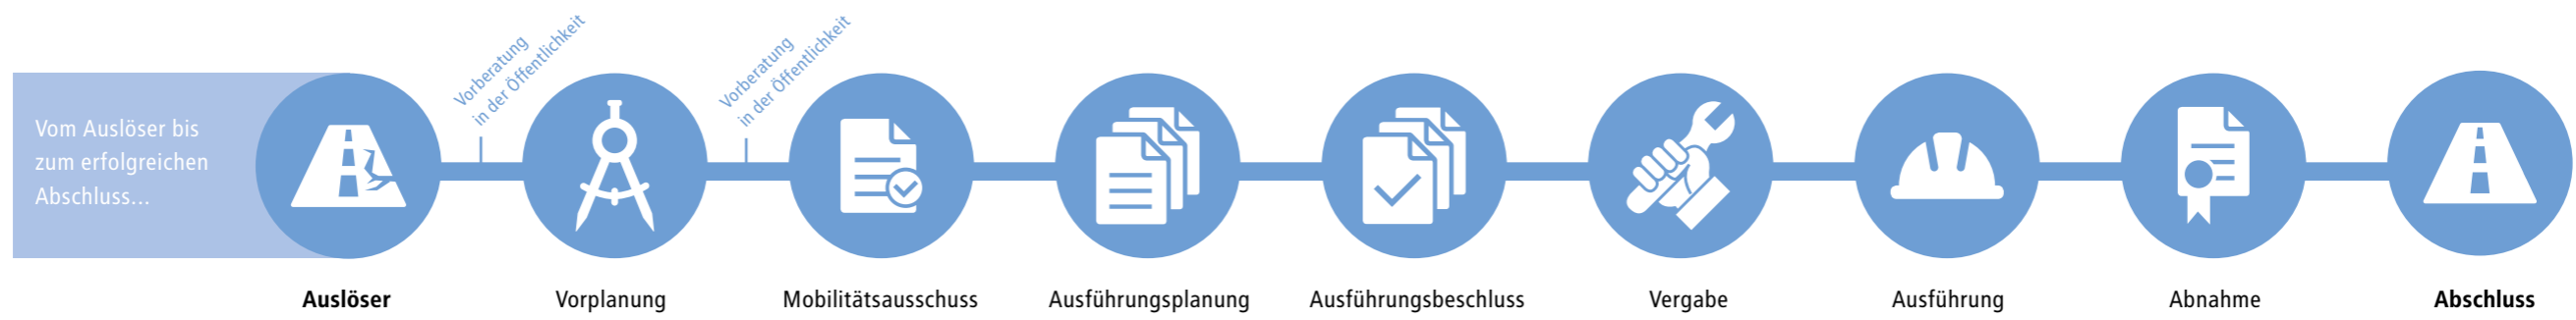 Vom Auslöser bis
zum erfolgreichen
Abschluss...
Vorberatung
in der Öffentlichkeit
Vorberatung
in der Öffentlichkeit
Auslöser
Vorplanung
Mobilitätsausschuss
Ausführungsplanung
Ausführungsbeschluss
Vergabe
Ausführung
Abnahme
Abschluss